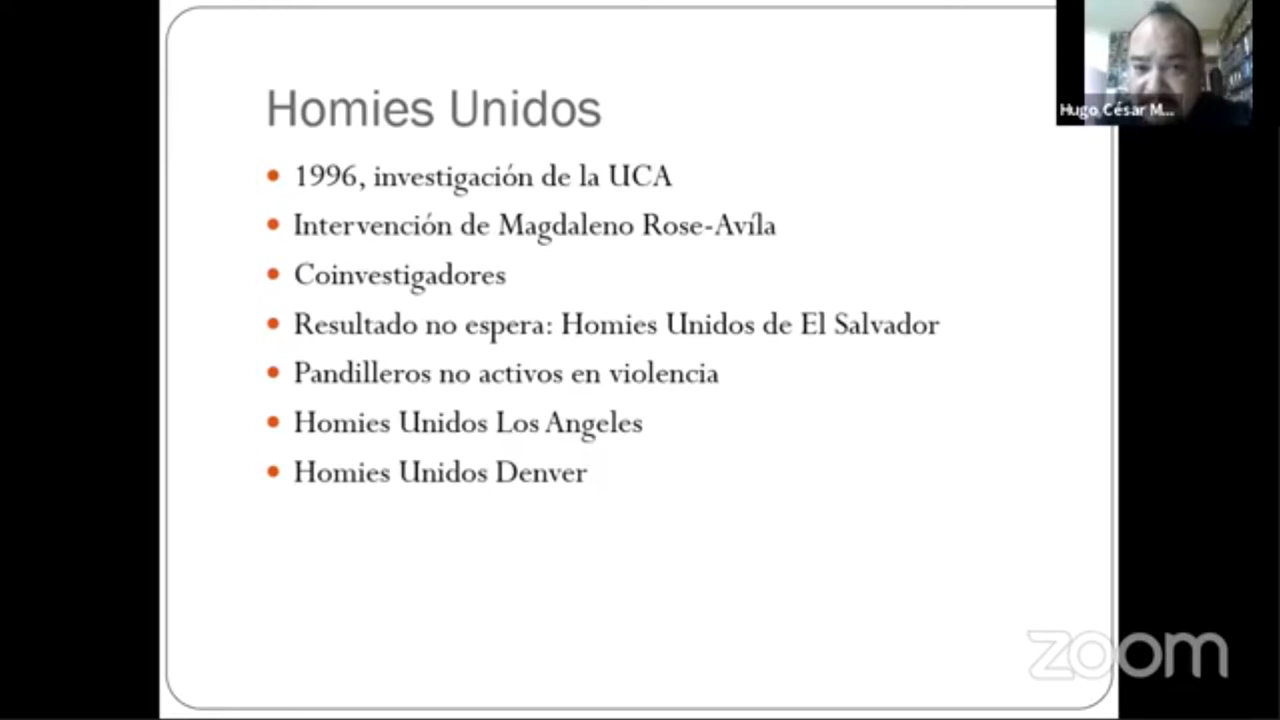 Homies Unidos
Hugo César M...
1996, investigación de la UCA
Intervención de Magdaleno Rose-Avíla
Coinvestigadores
Resultado no espera: Homies Unidos de El Salvador
Pandilleros no activos en violencia
Homies Unidos Los Angeles
Homies Unidos Denver
zoom